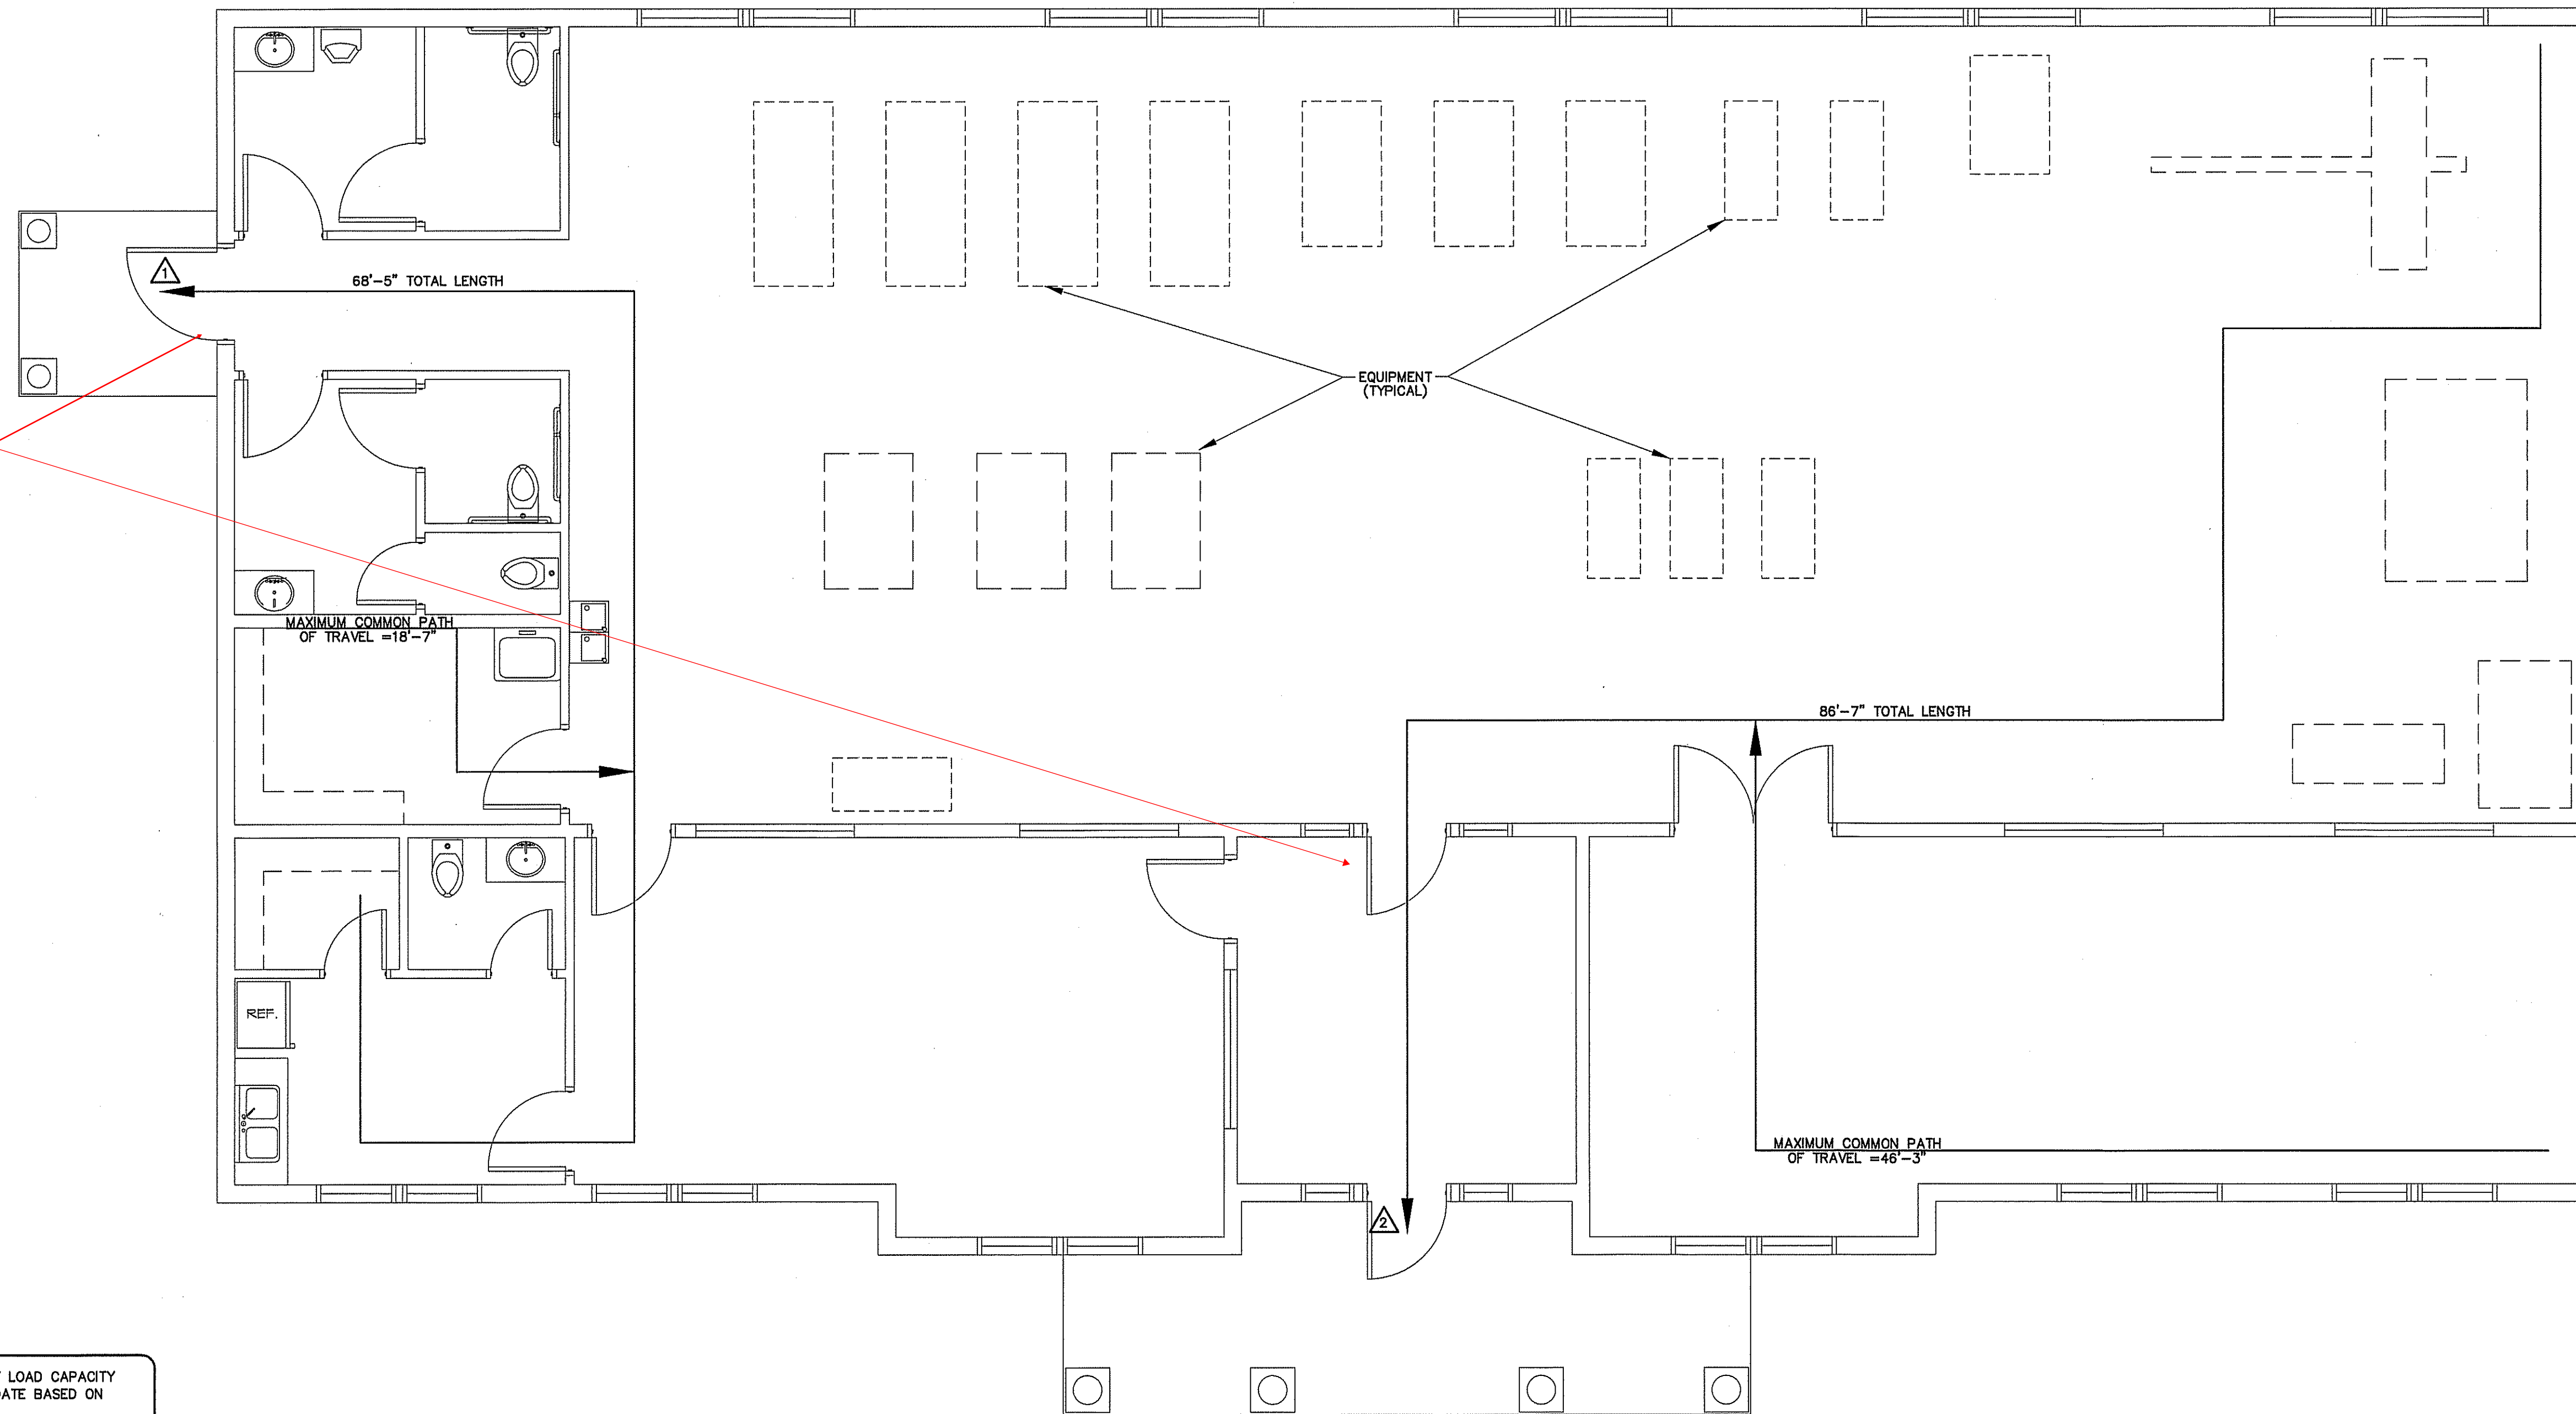 1
68'-5" TOTAL LENGTH
EQUIPMENT
(TYPICAL)
MAXIMUM COMMON PATH
OF TRAVEL =18'-7"
86'-7" TOTAL LENGTH
REF.
MAXIMUM COMMON PATH
OF TRAVEL =46'-3"
2
LOAD CAPACITY
BASED ON